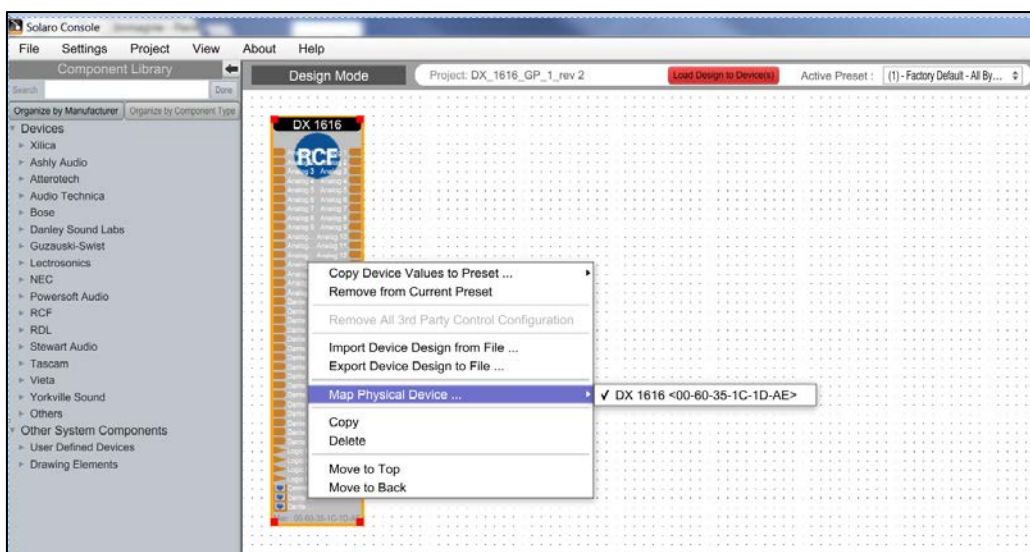 Solaro Console
File Settings Project View About Help
Component Library
Design Mode
Project: DX_1616_GP_1_rev 2
Load Design to Device(s)
Active Preset :
(1) - Factory Default - All By...
Search
Done
Organize by Manufacturer
Organize by Component Type
Devices
Xilica
Ashly Audio
Atterotech
Audio Technica
Bose
Danley Sound Labs
Guzauski-Swist
Lectrosonics
NEC
Powersoft Audio
RCF
RDL
Stewart Audio
Tascam
Vieta
Yorkville Sound
Others
Other System Components
User Defined Devices
Drawing Elements
DX 1616
RCF
Copy Device Values to Preset ...
Remove from Current Preset
Remove All 3rd Party Control Configuration
Import Device Design from File ...
Export Device Design to File ...
Map Physical Device ...
✓ DX 1616 <00-60-35-1C-1D-AE>
Copy
Delete
Move to Top
Move to Back